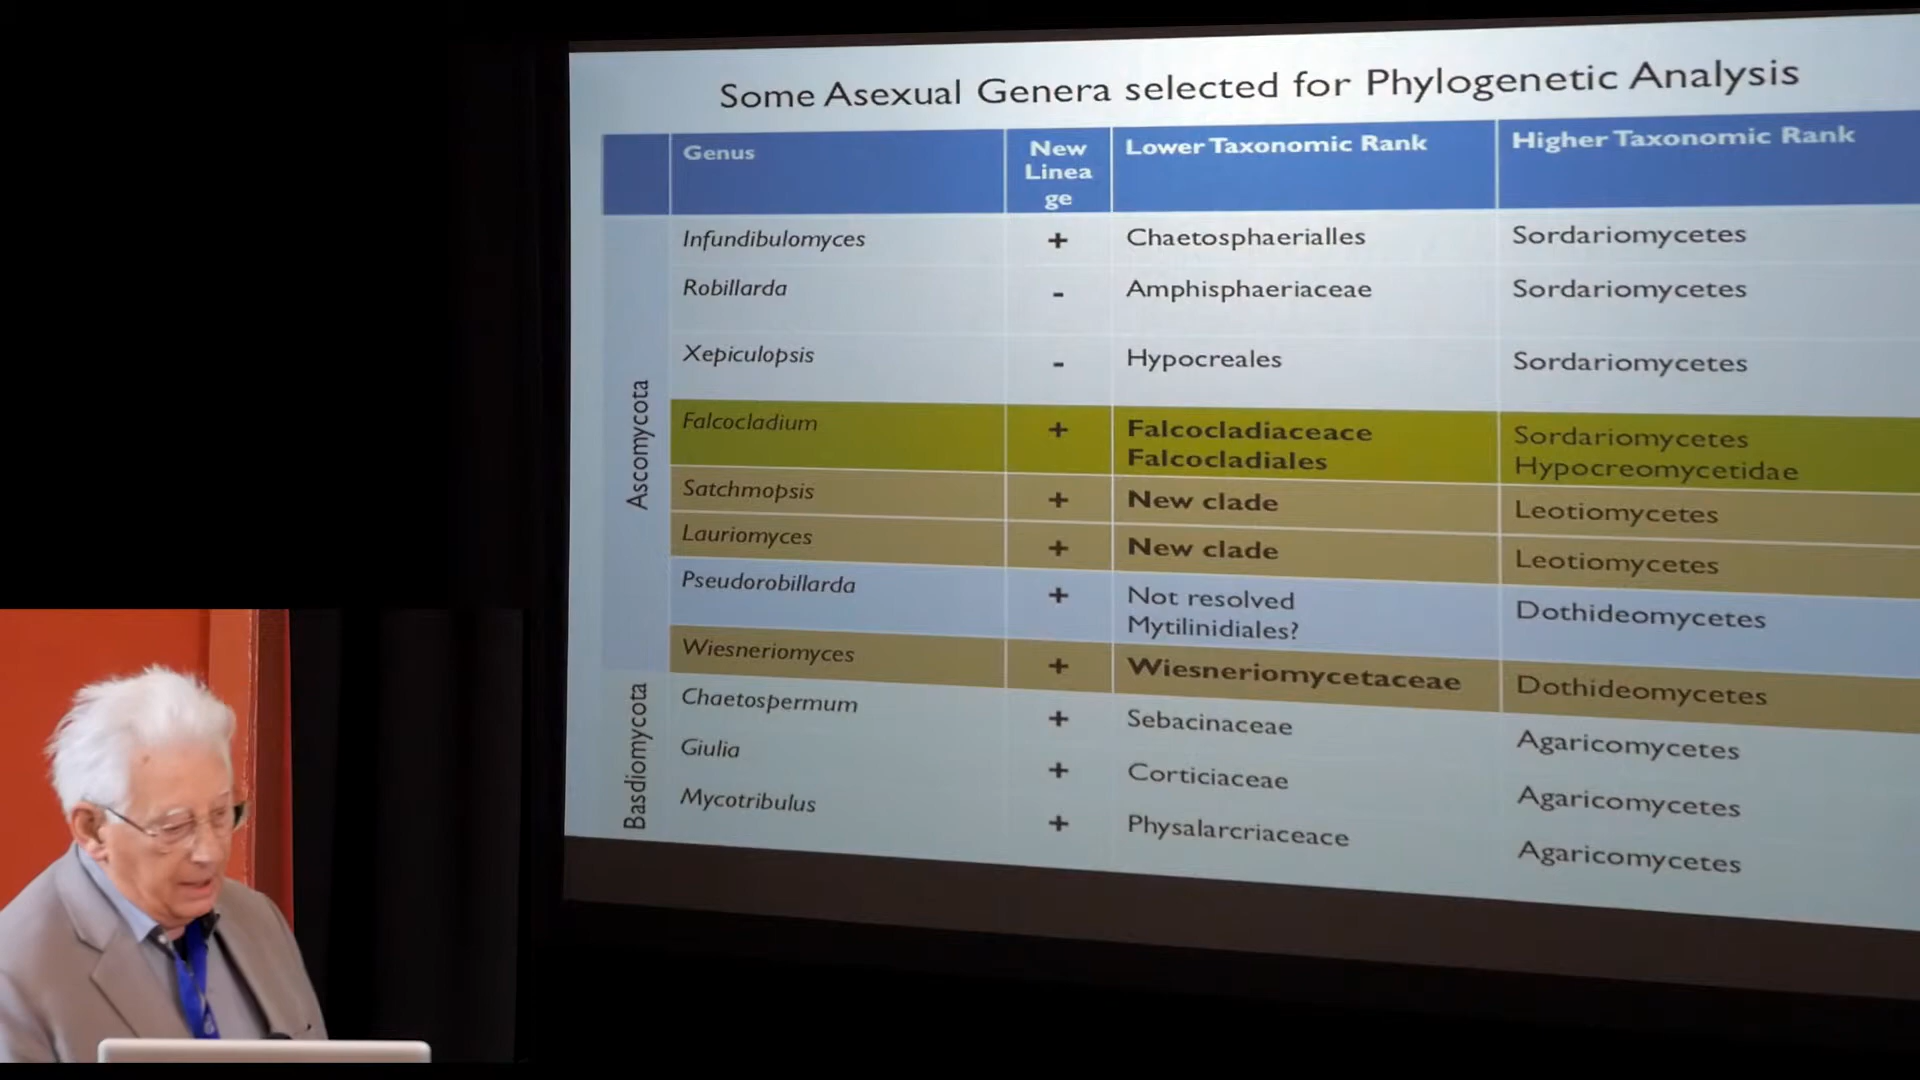 Some Asexual Genera selected for Phylogenetic Analysis
Genus
New
Linea
ge
Lower Taxonomic Rank
Higher Taxonomic Rank
Ascomycota
Infundibulomyces + Chaetosphaerialles Sordariomycetes
Robillarda - Amphisphaeriaceae Sordariomycetes
Xepiculopsis - Hypocreales Sordariomycetes
Falcocladium + Falcocladiaceace Sordariomycetes
Falcocladiales Hypocreomycetidae
Satchmopsis + New clade Leotiomycetes
Lauriomyces + New clade Leotiomycetes
Pseudorobillarda + Not resolved Dothideomycetes
Mytilinidiales?
Wiesneriomyces + Wiesneriomycetaceae Dothideomycetes
Basdiomycota
Chaetospermum + Sebacinaceae Agaricomycetes
Giulia + Corticiaceae Agaricomycetes
Mycotribulus + Physalarcriaceace Agaricomycetes